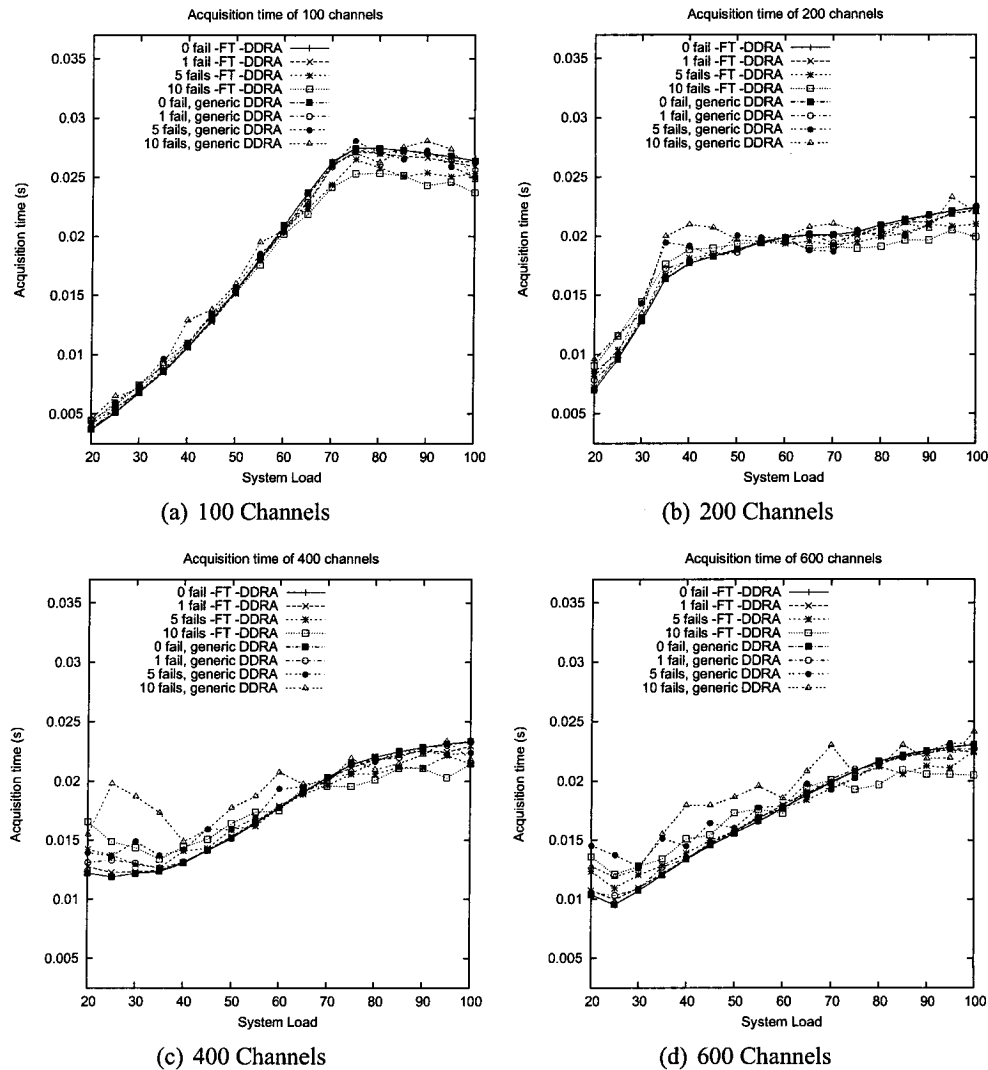 Acquisition time of 100 channels
0.035
0.03
0.025
0.02
0.015
0.01
0.005
Acquisition time (s)
0 fail -FT -DDRA
1 fail -FT -DDRA
5 fails -FT -DDRA
10 fails -FT -DDRA
0 fail, generic DDRA
1 fail, generic DDRA
5 fails, generic DDRA
10 fails, generic DDRA
20 30 40 50 60 70 80 90 100
System Load
(a) 100 Channels
Acquisition time of 200 channels
0.035
0.03
0.025
0.02
0.015
0.01
0.005
Acquisition time (s)
0 fail -FT -DDRA
1 fail -FT -DDRA
5 fails -FT -DDRA
10 fails -FT -DDRA
0 fail, generic DDRA
1 fail, generic DDRA
5 fails, generic DDRA
10 fails, generic DDRA
20 30 40 50 60 70 80 90 100
System Load
(b) 200 Channels
Acquisition time of 400 channels
0.035
0.03
0.025
0.02
0.015
0.01
0.005
Acquisition time (s)
0 fail -FT -DDRA
1 fail -FT -DDRA
5 fails -FT -DDRA
10 fails -FT -DDRA
0 fail, generic DDRA
1 fail, generic DDRA
5 fails, generic DDRA
10 fails, generic DDRA
20 30 40 50 60 70 80 90 100
System Load
(c) 400 Channels
Acquisition time of 600 channels
0.035
0.03
0.025
0.02
0.015
0.01
0.005
Acquisition time (s)
0 fail -FT -DDRA
1 fail -FT -DDRA
5 fails -FT -DDRA
10 fails -FT -DDRA
0 fail, generic DDRA
1 fail, generic DDRA
5 fails, generic DDRA
10 fails, generic DDRA
20 30 40 50 60 70 80 90 100
System Load
(d) 600 Channels